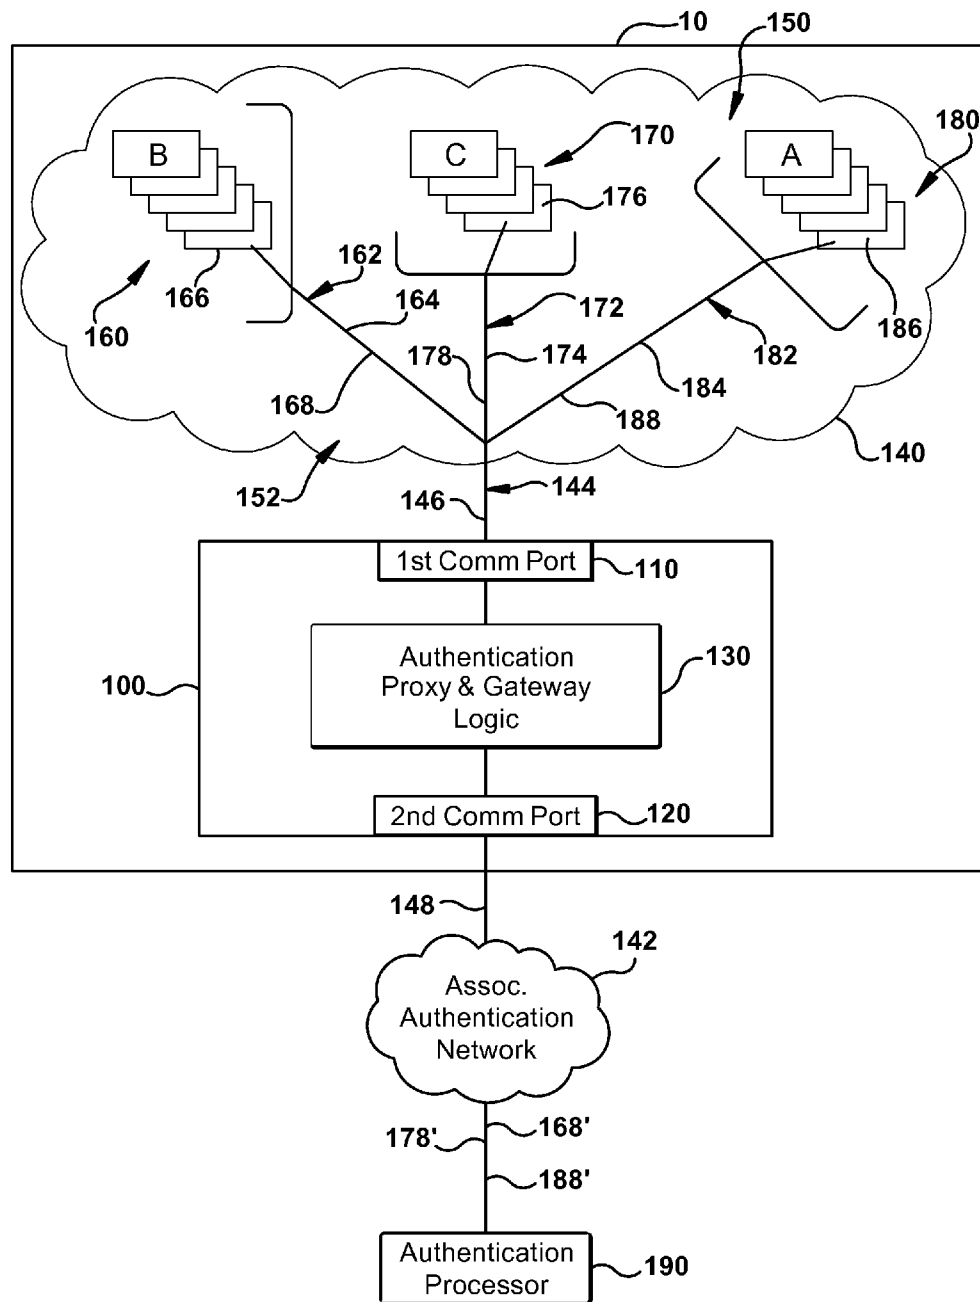 10
150
B
C
A
170
180
176
166
162
160
164
172
186
182
178
174
184
168
188
140
152
144
146
1st Comm Port
110
Authentication
Proxy & Gateway
Logic
130
100
2nd Comm Port
120
148
142
Assoc.
Authentication
Network
168'
178'
188'
Authentication
Processor
190